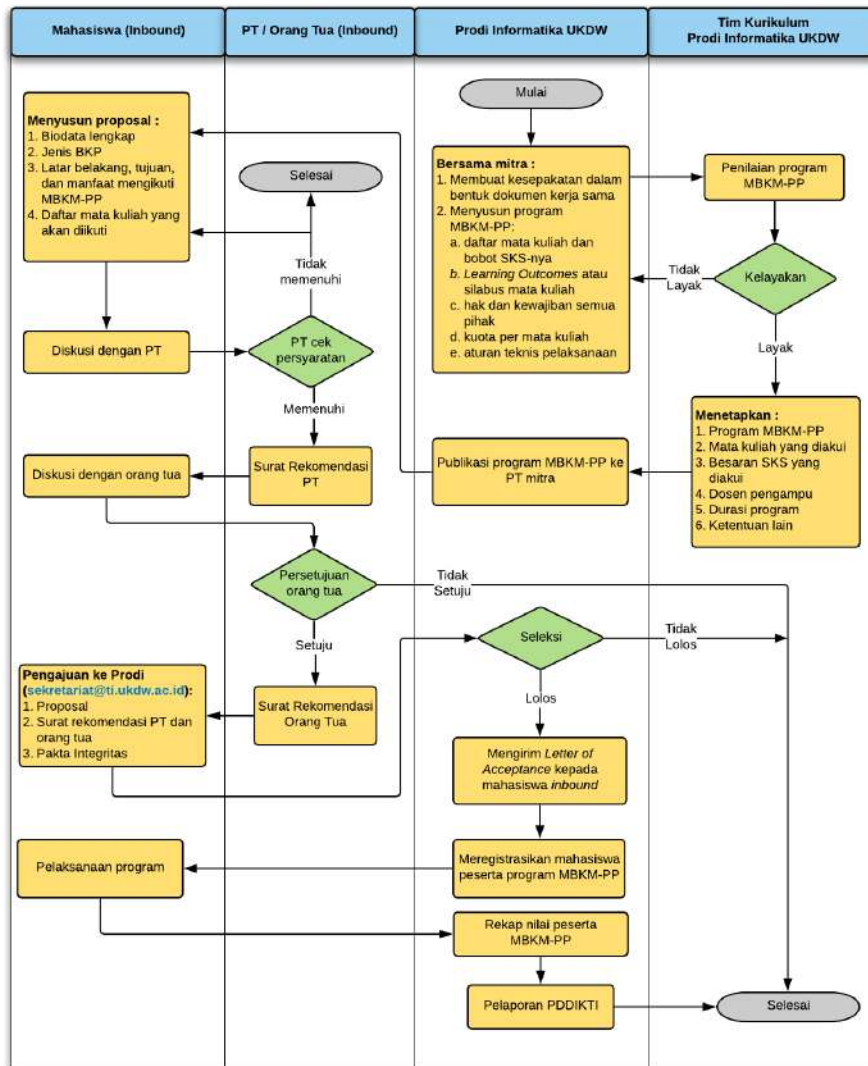 Mahasiswa (Inbound)
PT / Orang Tua (Inbound)
Prodi Informatika UKDW
Tim Kurikulum
Prodi Informatika UKDW
Mulai
Menyusun proposal :
1. Biodata lengkap
2. Jenis BKP
3. Latar belakang, tujuan,
dan manfaat mengikuti
MBKM-PP
4. Daftar mata kuliah yang
akan diikuti
Selesai
Bersama mitra :
1. Membuat kesepakatan dalam
bentuk dokumen kerja sama
2. Menyusun program
MBKM-PP:
a. daftar mata kuliah dan
bobot SKS-nya
b. Learning Outcomes atau
silabus mata kuliah
c. hak dan kewajiban semua
pihak
d. kuota per mata kuliah
e. aturan teknis pelaksanaan
Penilaian program
MBKM-PP
Tidak
memenuhi
Tidak
Layak
Kelayakan
Diskusi dengan PT
PT cek
persyaratan
Layak
Memenuhi
Menetapkan :
1. Program MBKM-PP
2. Mata kuliah yang diakui
3. Besaran SKS yang
diakui
4. Dosen pengampu
5. Durasi program
6. Ketentuan lain
Diskusi dengan orang tua
Surat Rekomendasi
PT
Publikasi program MBKM-PP ke
PT mitra
Persetujuan
orang tua
Tidak
Setuju
Seleksi
Tidak
Lolos
Setuju
Pengajuan ke Prodi
(sekretariat@ti.ukdw.ac.id):
1. Proposal
2. Surat rekomendasi PT dan
orang tua
3. Pakta Integritas
Surat Rekomendasi
Orang Tua
Lolos
Mengirim Letter of
Acceptance kepada
mahasiswa inbound
Pelaksanaan program
Meregistrasikan mahasiswa
peserta program MBKM-PP
Rekap nilai peserta
MBKM-PP
Pelaporan PDDIKTI
Selesai